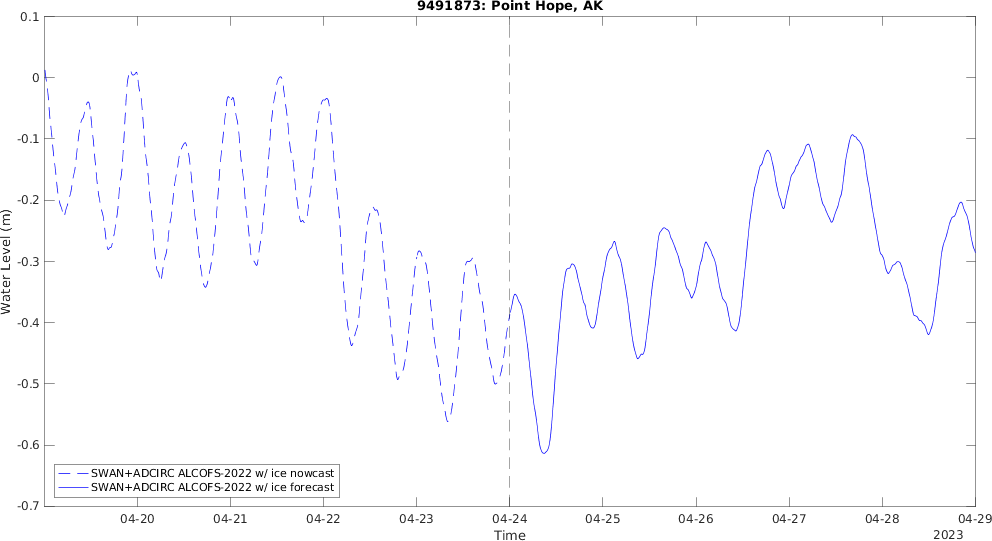 9491873: Point Hope, AK
0.1
0
-0.1
-0.2
-0.3
-0.4
-0.5
-0.6
-0.7
Water Level (m)
SWAN+ADCIRC ALCOFS-2022 w/ ice nowcast
SWAN+ADCIRC ALCOFS-2022 w/ ice forecast
04-20 04-21 04-22 04-23 04-24 04-25 04-26 04-27 04-28 04-29
Time
2023